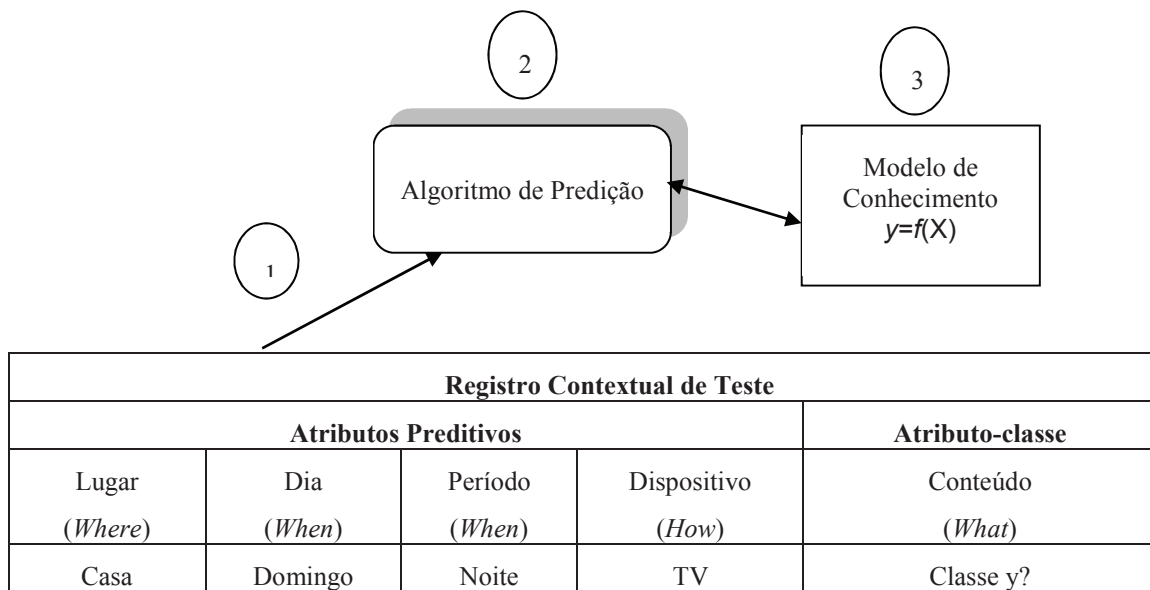 2
3
Algoritmo de Predição
Modelo de
Conhecimento
y=f(X)
1
Registro Contextual de Teste
Atributos Preditivos Atributo-classe
Lugar Dia Período Dispositivo Conteúdo
(Where) (When) (When) (How) (What)
Casa Domingo Noite TV Classe y?